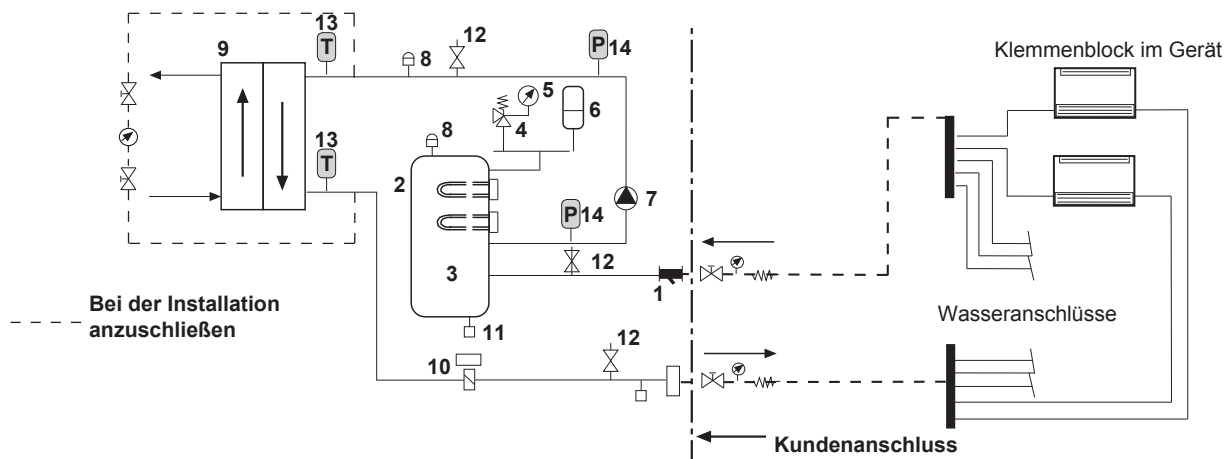 13
T
9
8
12
P 14
Klemmenblock im Gerät
5
4
6
8
13
T
2
7
P 14
12
3
1
11
Bei der Installation
anzuschließen
Wasseranschlüsse
10
12
Kundenanschluss